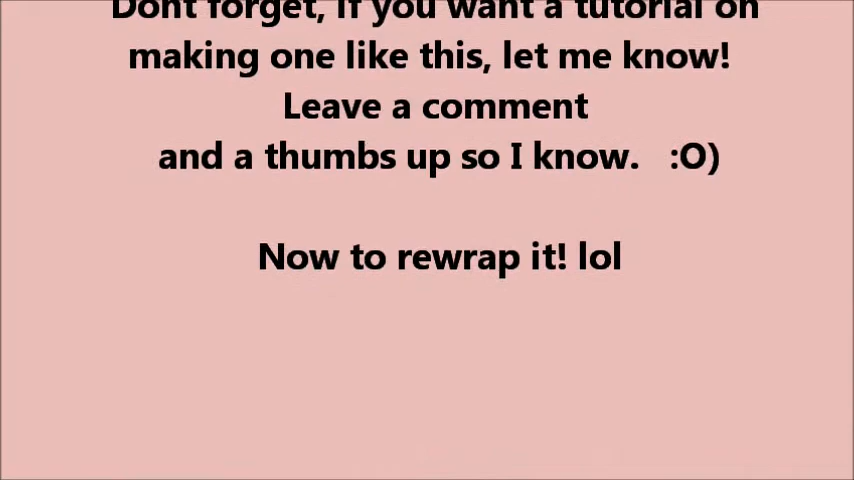 Dont forget, if you want a tutorial on
making one like this, let me know!
Leave a comment
and a thumbs up so I know. :O)
Now to rewrap it! lol